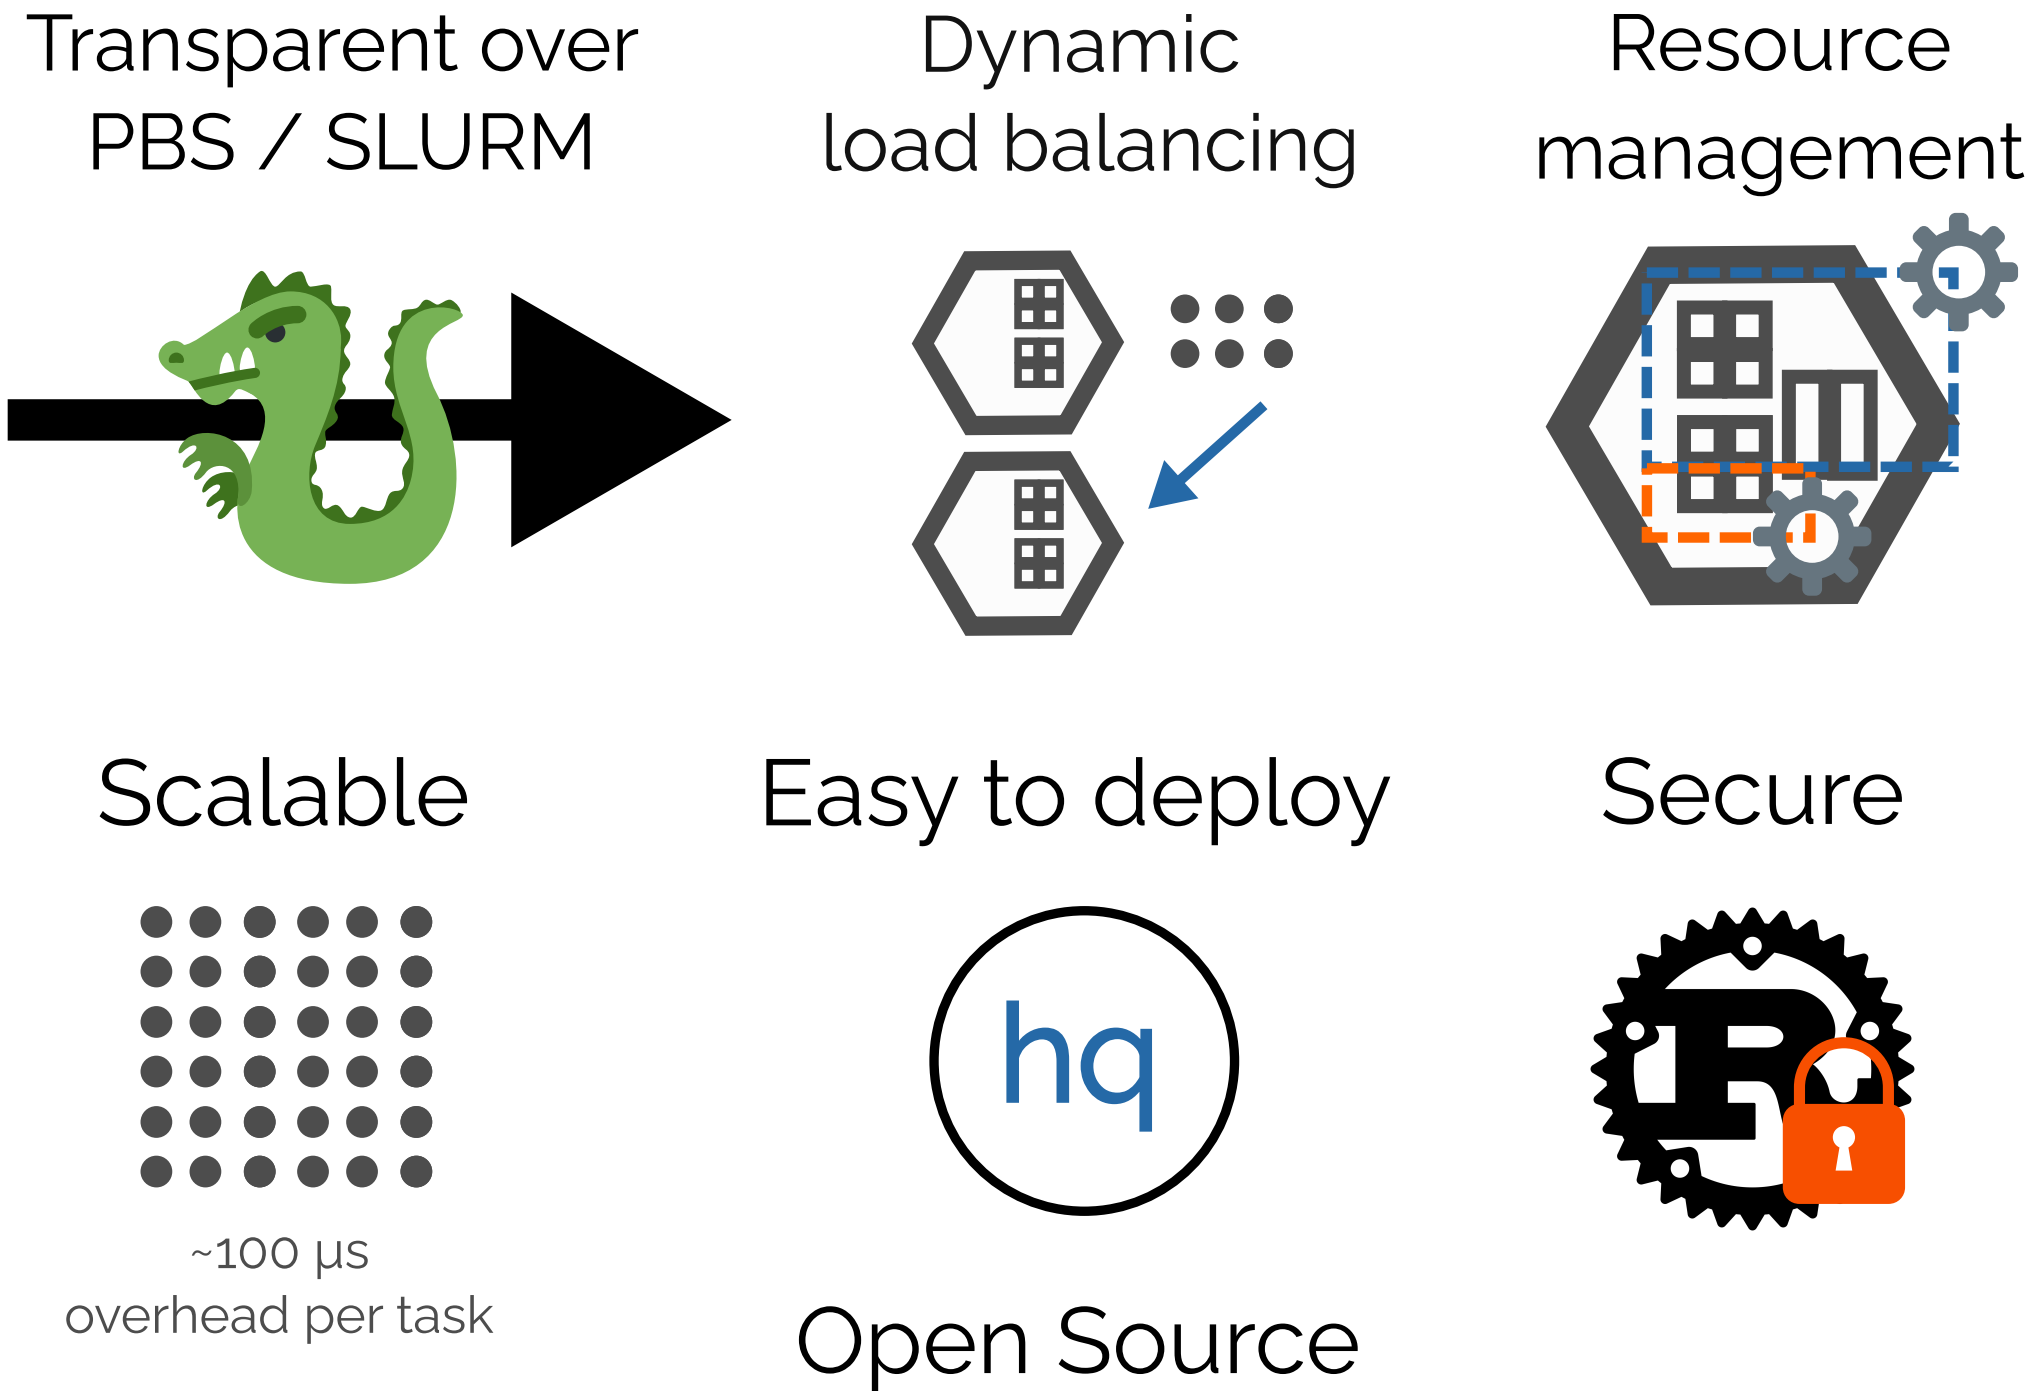 Transparent over
PBS / SLURM
Dynamic
load balancing
Resource
management
Scalable
~100 µs
overhead per task
Easy to deploy
hq
Open Source
Secure
R